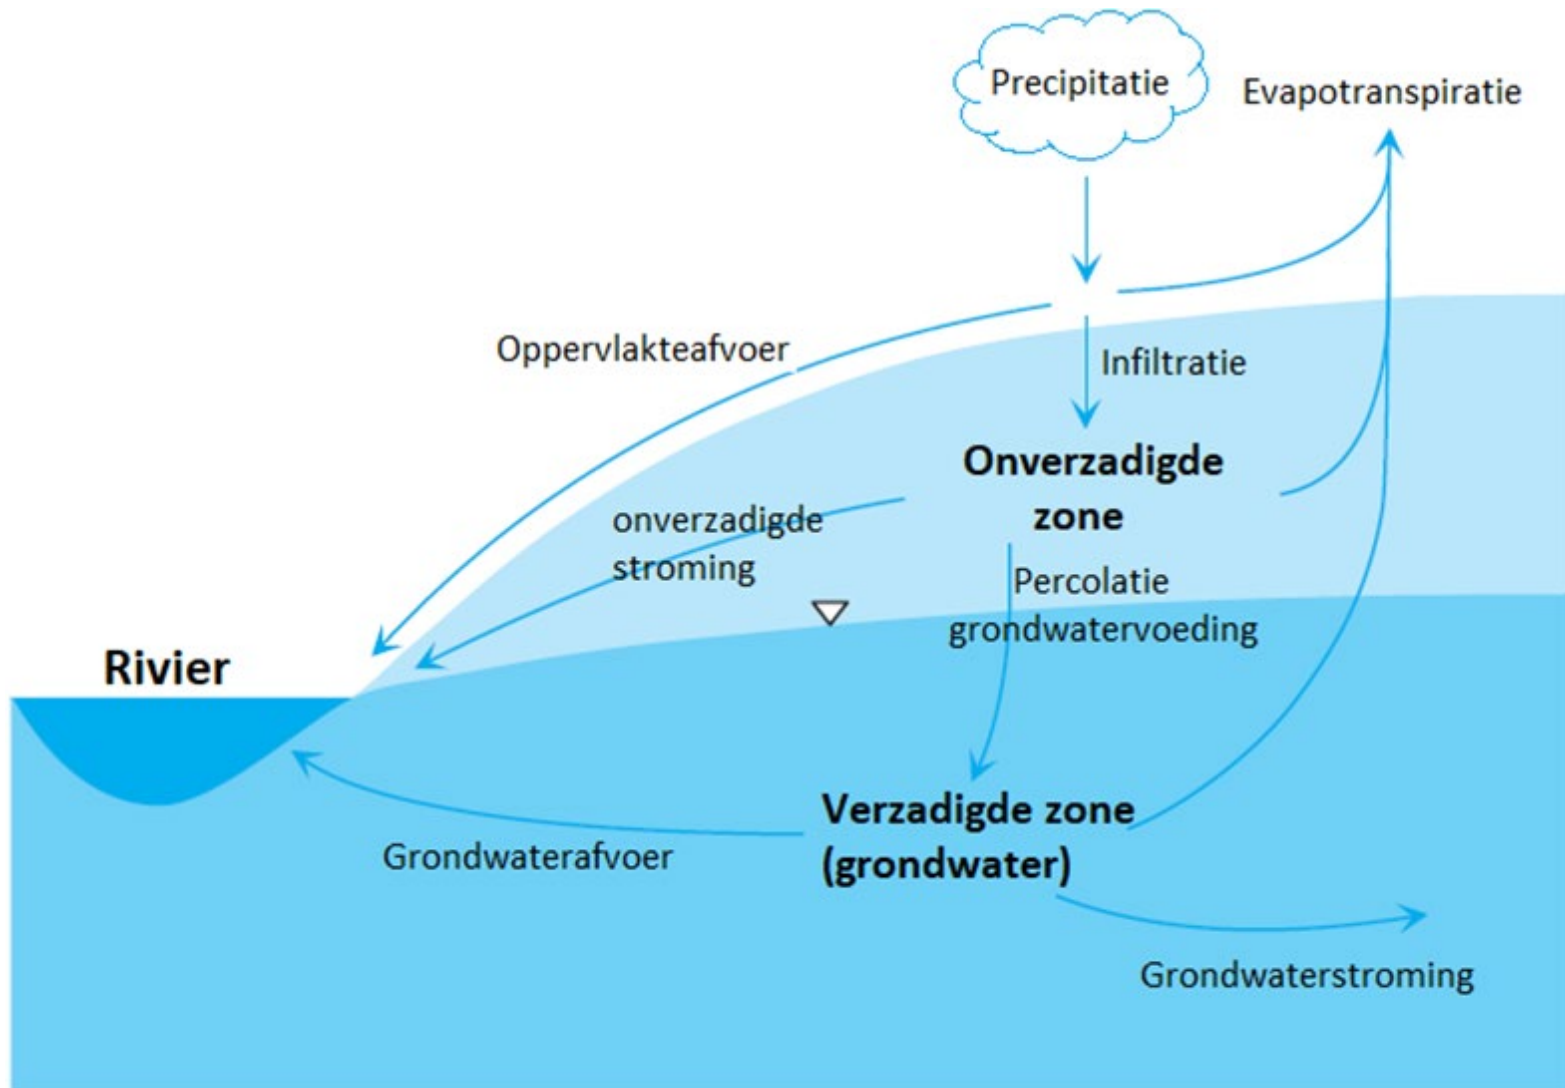 Precipitatie
Evapotranspiratie
Oppervlakteafvoer
Infiltratie
Onverzadigde
zone
onverzadigde
stroming
Percolatie
grondwatervoeding
Rivier
Verzadigde zone
(grondwater)
Grondwaterafvoer
Grondwaterstroming